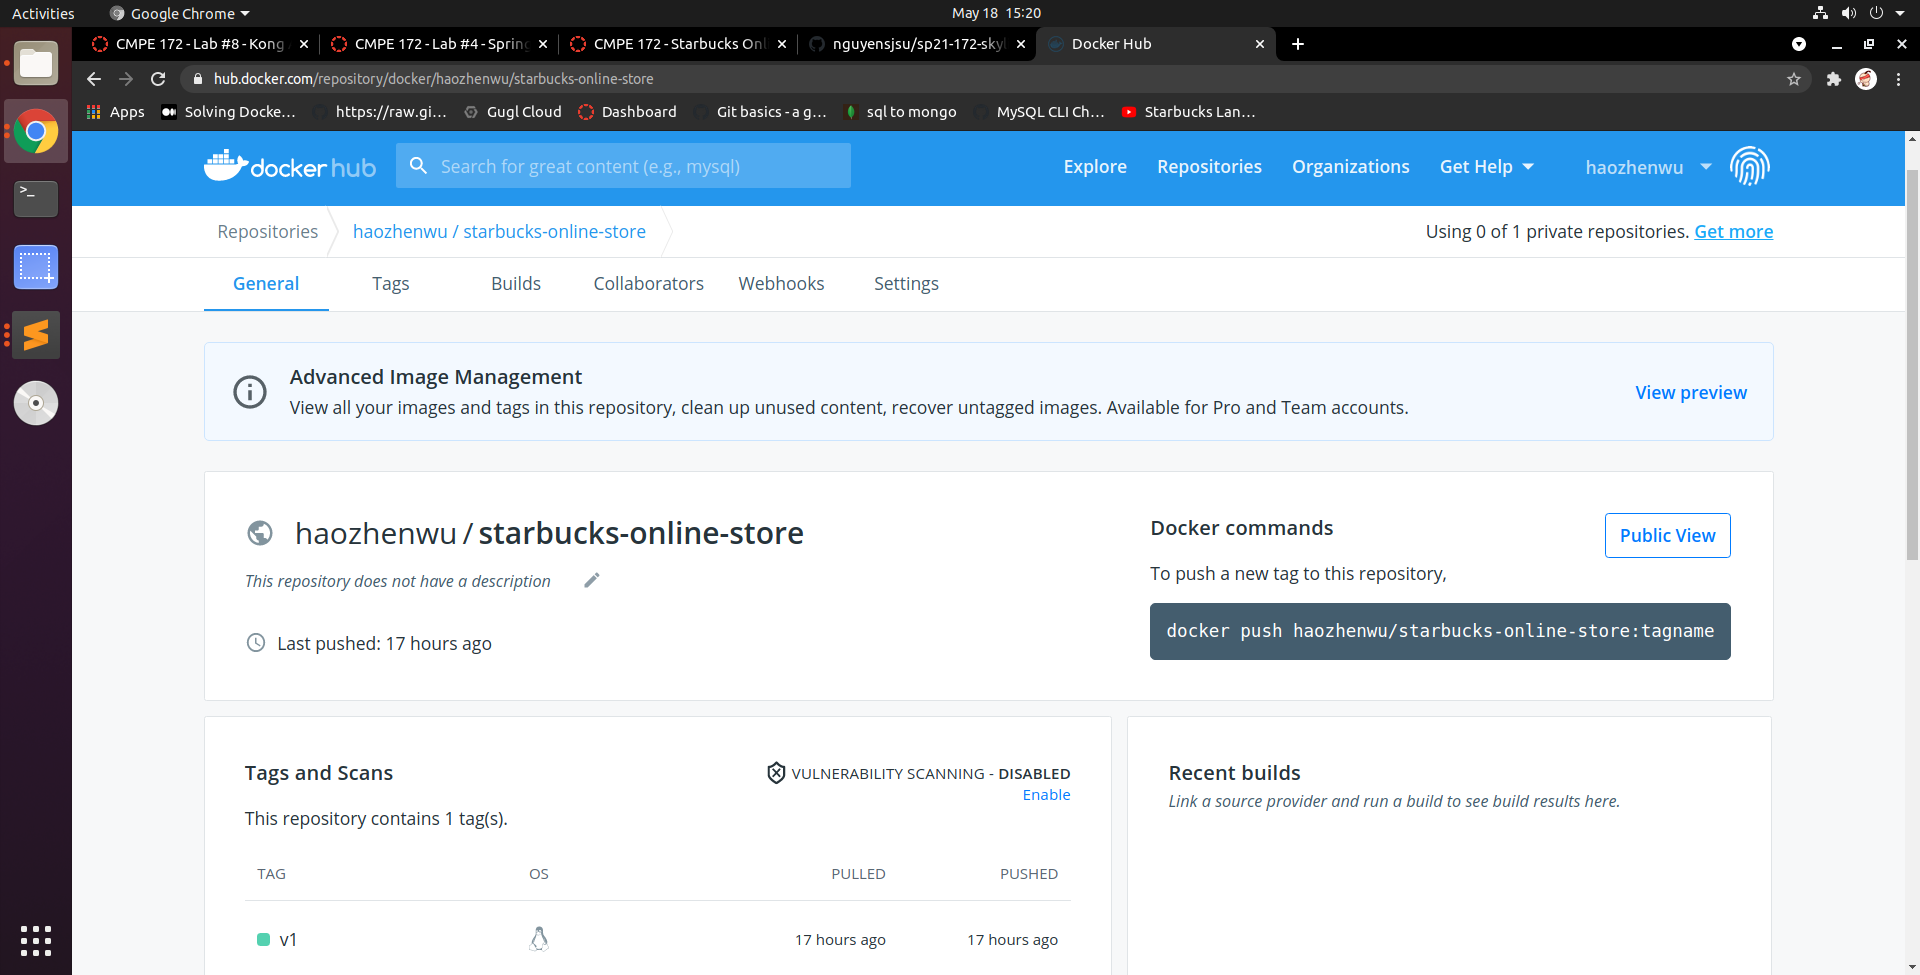 Activities
Google Chrome
May 18 15:20
CMPE 172 - Lab #8 - Kong
CMPE 172 - Lab #4 - Spring
CMPE 172 - Starbucks Onl
nguyensjsu/sp21-172-sky
Docker Hub
hub.docker.com/repository/docker/haozhenwu/starbucks-online-store
Apps
Solving Docke...
https://raw.gi...
Gugl Cloud
Dashboard
Git basics - a g...
sql to mongo
MySQL CLI Ch...
Starbucks Lan...
docker hub
Search for great content (e.g., mysql)
Explore
Repositories
Organizations
Get Help
haozhenwu
Repositories
haozhenwu / starbucks-online-store
Using 0 of 1 private repositories. Get more
General
Tags
Builds
Collaborators
Webhooks
Settings
Advanced Image Management
View all your images and tags in this repository, clean up unused content, recover untagged images. Available for Pro and Team accounts.
View preview
haozhenwu / starbucks-online-store
This repository does not have a description
Last pushed: 17 hours ago
Docker commands
Public View
To push a new tag to this repository,
docker push haozhenwu/starbucks-online-store:tagname
Tags and Scans
VULNERABILITY SCANNING - DISABLED
Enable
This repository contains 1 tag(s).
TAG OS PULLED PUSHED
v1 17 hours ago 17 hours ago
Recent builds
Link a source provider and run a build to see build results here.